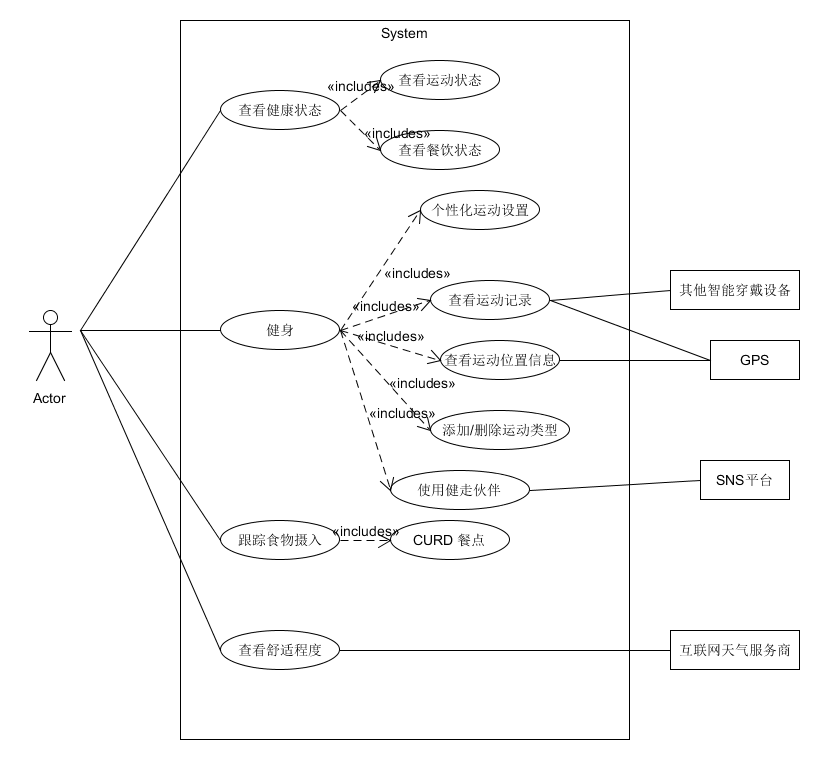 System
«includes»
查看运动状态
查看健康状态
«includes»
查看餐饮状态
个性化运动设置
«includes»
查看运动记录
其他智能穿戴设备
«includes»
健身
«includes»
查看运动位置信息
GPS
«includes»
Actor
«includes»
添加/删除运动类型
使用健走伙伴
SNS平台
跟踪食物摄入
«includes»
CURD 餐点
查看舒适程度
互联网天气服务商